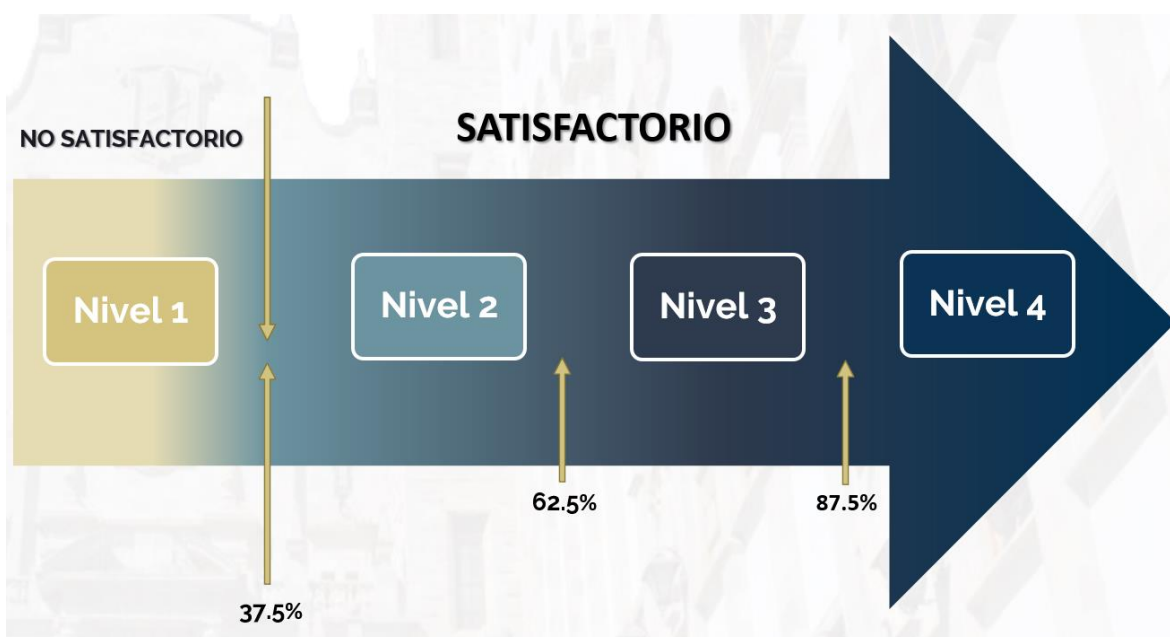 NO SATISFACTORIO
SATISFACTORIO
Nivel 1
Nivel 2
Nivel 3
Nivel 4
62.5%
87.5%
37.5%